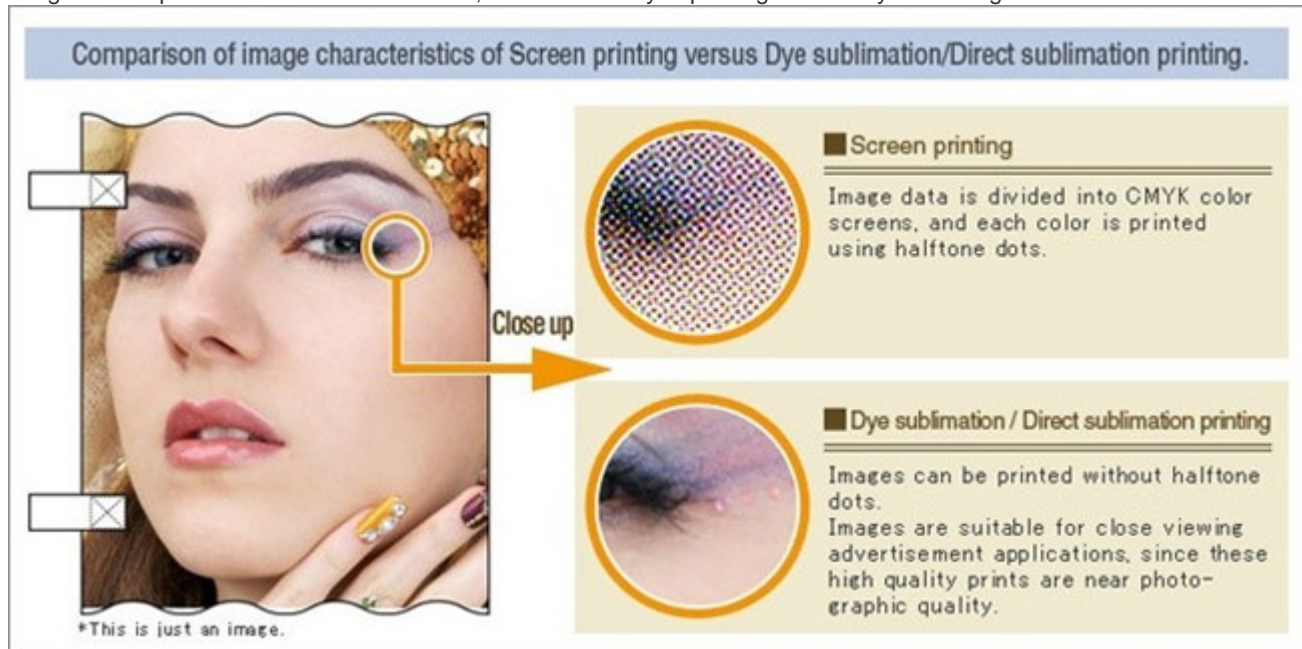 Comparison of image characteristics of Screen printing versus Dye sublimation/Direct sublimation printing.
Close up
*This is just an image.
Screen printing
Image data is divided into CMYK color
screens, and each color is printed
using halftone dots.
Dye sublimation / Direct sublimation printing
Images can be printed without halftone
dots.
Images are suitable for close viewing
advertisement applications, since these
high quality prints are near photo-
graphic quality.